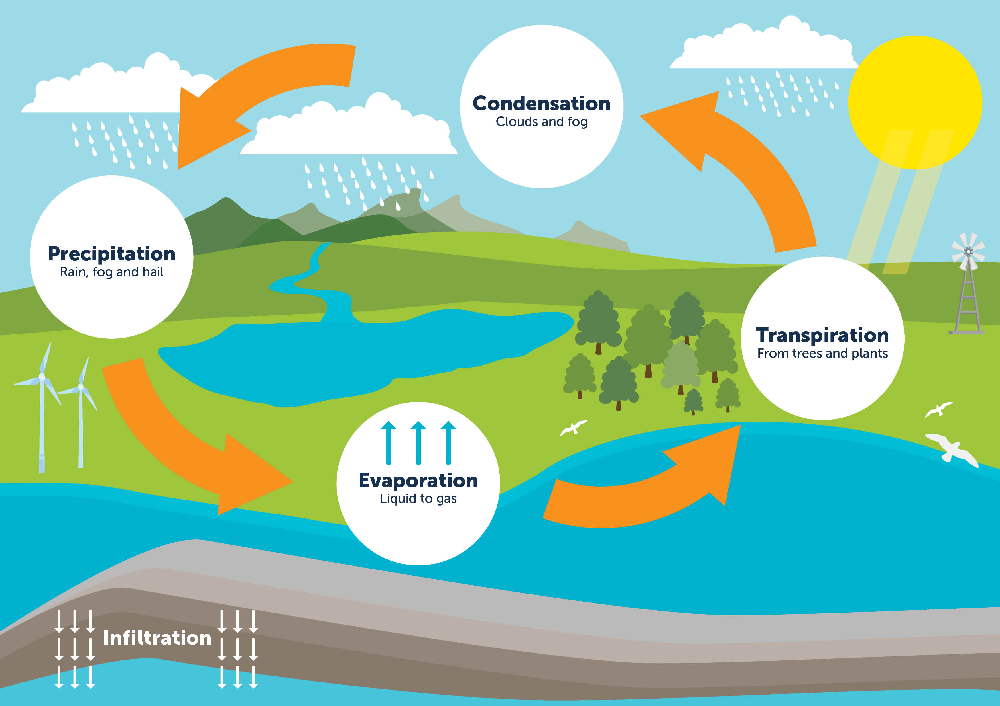 Condensation
Clouds and fog
Precipitation
Rain, fog and hail
Transpiration
From trees and plants
Evaporation
Liquid to gas
Infiltration